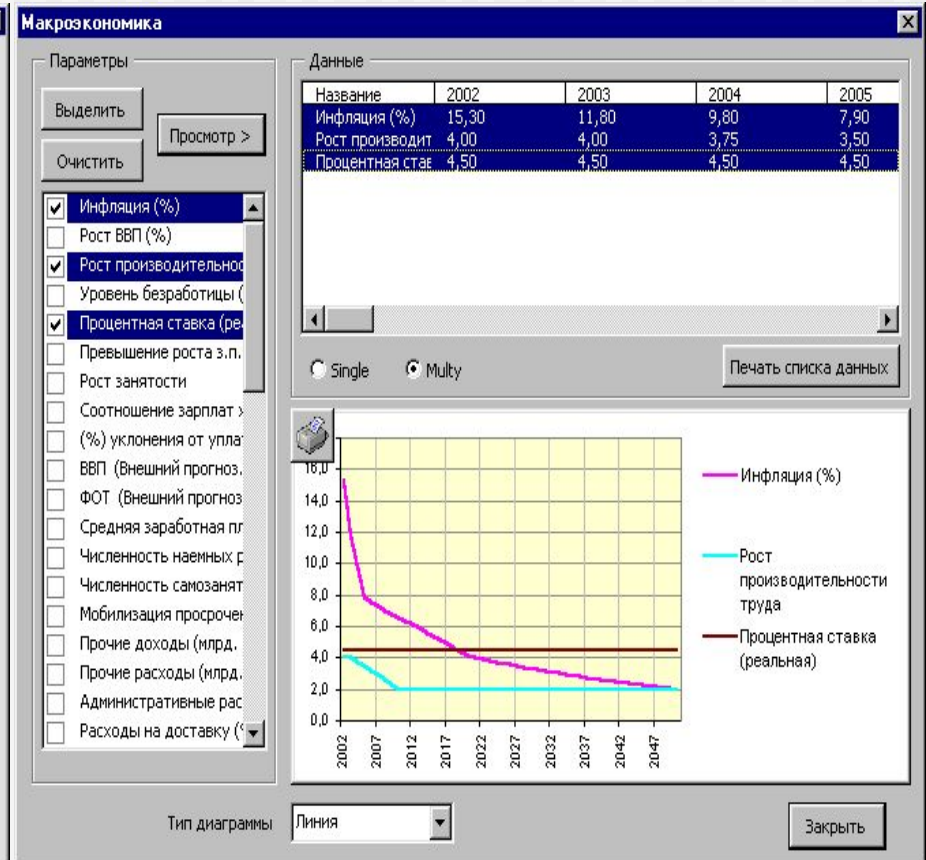 Макроэкономика
Параметры
Выделить
Просмотр >
Очистить
Инфляция (%)
Рост ВВП (%)
Рост производительнос
Уровень безработицы (
Процентная ставка (реа
Превышение роста з.п.
Рост занятости
Соотношение зарплат ж
(%) уклонения от уплат
ВВП (Внешний прогноз.
ФОТ (Внешний прогноз
Средняя заработная пл
Численность наемных р
Численность самозанят
Мобилизация просрочен
Прочие доходы (млрд.
Прочие расходы (млрд.
Административные рас
Расходы на доставку (%
Данные
Название 2002 2003 2004 2005
Инфляция (%) 15,30 11,80 9,80 7,90
Рост производит 4,00 4,00 3,75 3,50
Процентная став 4,50 4,50 4,50 4,50
Single Multy
Печать списка данных
16,0
14,0
12,0
10,0
8,0
6,0
4,0
2,0
0,0
2002 2007 2012 2017 2022 2027 2032 2037 2042 2047
Инфляция (%)
Рост
производительности
труда
Процентная ставка
(реальная)
Тип диаграммы Линия
Закрыть